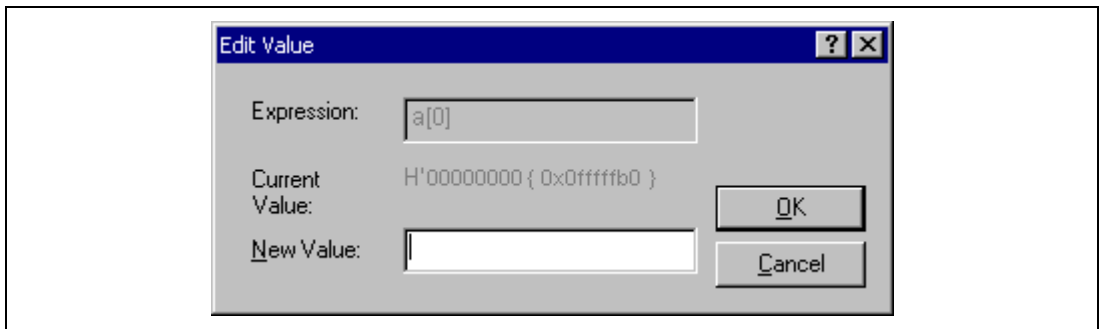 Edit Value
Expression: a[0]
Current Value: H'00000000 { 0x0fffffb0 }
New Value:
OK
Cancel